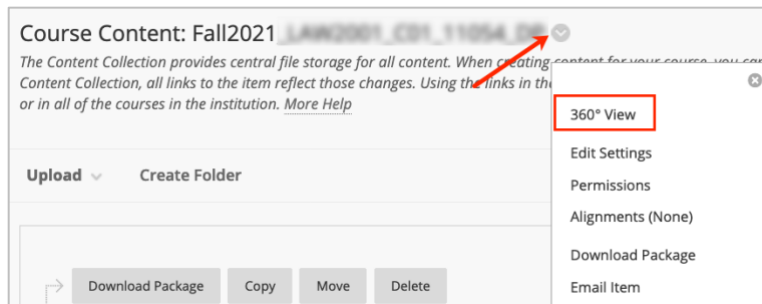 Course Content: Fall2021
The Content Collection provides central file storage for all content. When creating content for your course, you can
Content Collection, all links to the item reflect those changes. Using the links in the
or in all of the courses in the institution. More Help
360° View
Edit Settings
Permissions
Alignments (None)
Download Package
Email Item
Upload
Create Folder
Download Package
Copy
Move
Delete